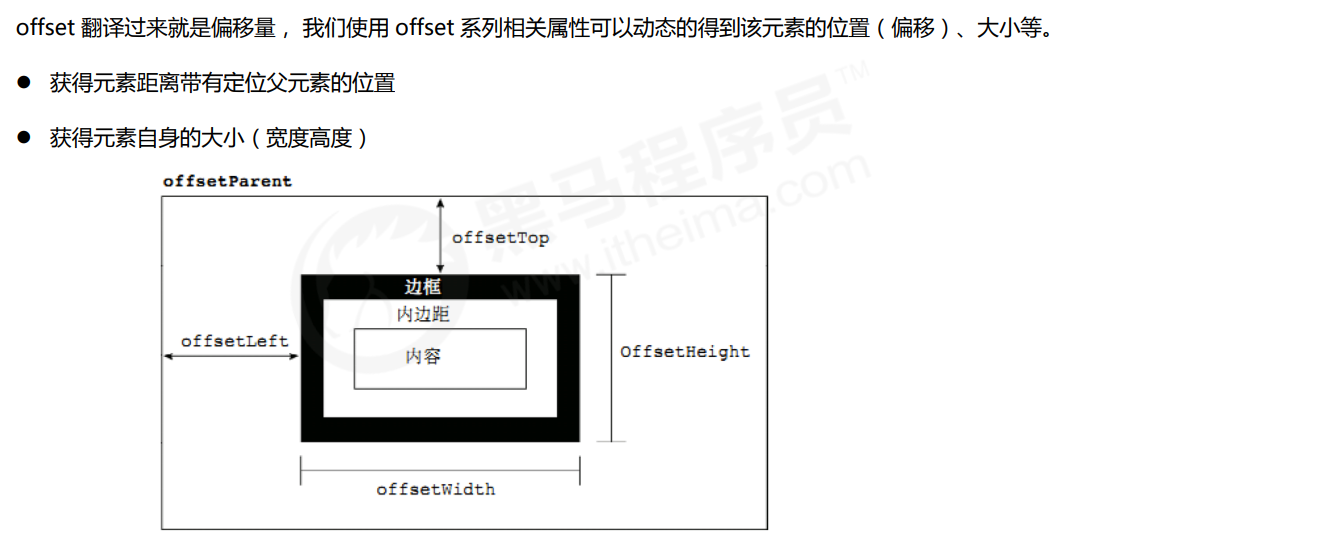 offset 翻译过来就是偏移量， 我们使用 offset 系列相关属性可以动态的得到该元素的位置（偏移）、大小等。
● 获得元素距离带有定位父元素的位置
● 获得元素自身的大小（宽度高度）
黑马程序员™
www.itheima.com
offsetParent
offsetTop
边框
内边距
offsetLeft
内容
OffsetHeight
offsetWidth